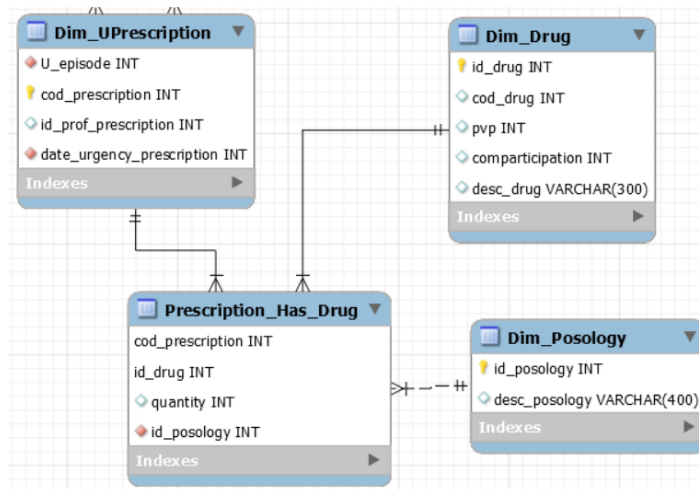 Dim_UPrescription
U_episode INT
cod_prescription INT
id_prof_prescription INT
date_urgency_prescription INT
Indexes
Dim_Drug
id_drug INT
cod_drug INT
pvp INT
comparticipation INT
desc_drug VARCHAR(300)
Indexes
Prescription_Has_Drug
cod_prescription INT
id_drug INT
quantity INT
id_posology INT
Indexes
Dim_Posology
id_posology INT
desc_posology VARCHAR(400)
Indexes